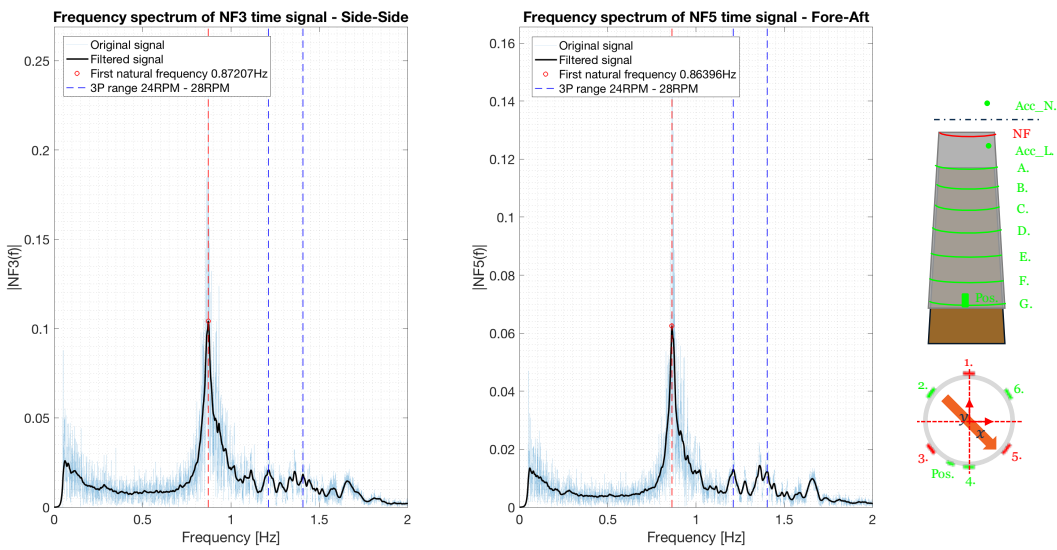 Frequency spectrum of NF3 time signal - Side-Side
Original signal
Filtered signal
First natural frequency 0.87207Hz
3P range 24RPM - 28RPM
0.25
0.2
0.15
0.1
0.05
0
|NF3(f)|
0
0.5
1
1.5
2
Frequency [Hz]
Frequency spectrum of NF5 time signal - Fore-Aft
Original signal
Filtered signal
First natural frequency 0.86396Hz
3P range 24RPM - 28RPM
0.16
0.14
0.12
0.1
0.08
0.06
0.04
0.02
0
|NF5(f)|
0
0.5
1
1.5
2
Frequency [Hz]
Acc_N.
NF
Acc_L.
A.
B.
C.
D.
E.
F.
Pos.
G.
1.
2.
6.
y
x
3.
5.
Pos.
4.